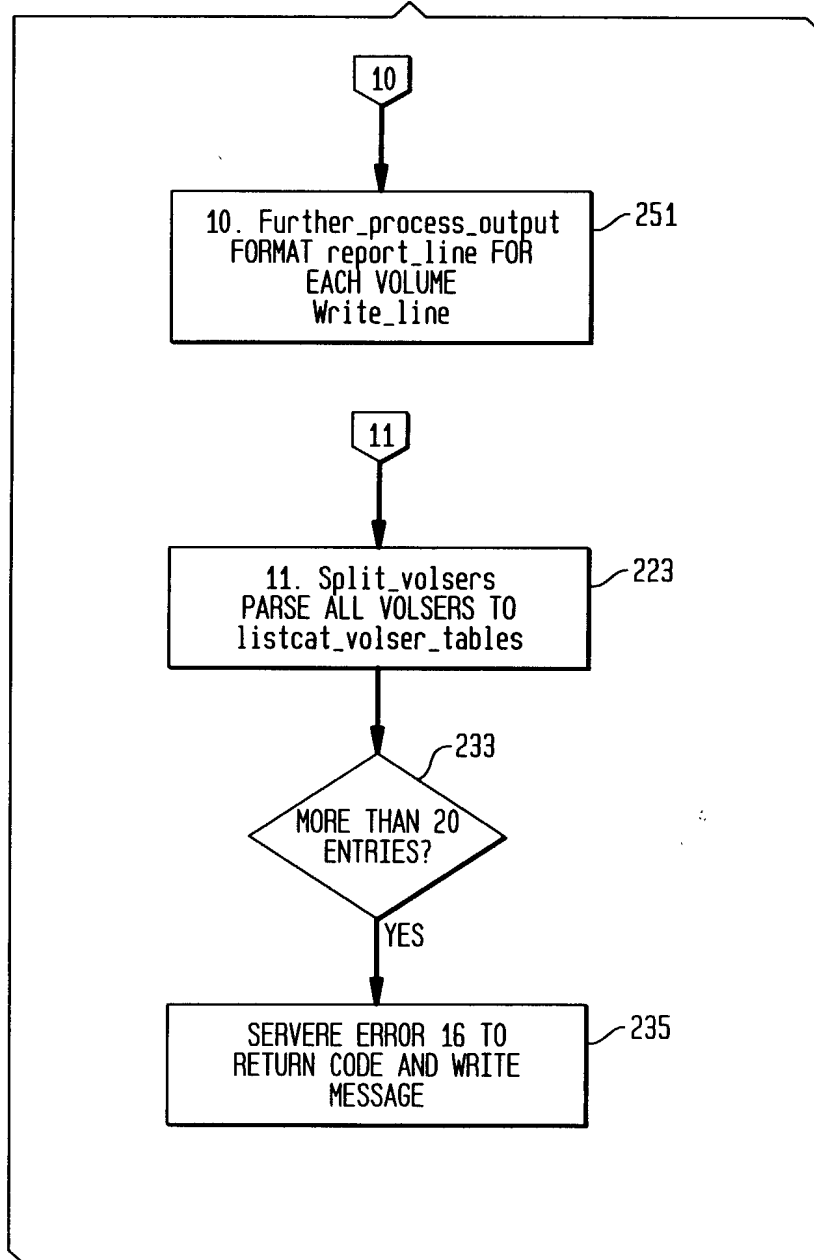 10
10. Further_process_output
FORMAT report_line FOR
EACH VOLUME
Write_line
251
11
11. Split_volsers
PARSE ALL VOLSERS TO
listcat_volser_tables
223
233
MORE THAN 20
ENTRIES?
YES
SERVERE ERROR 16 TO
RETURN CODE AND WRITE
MESSAGE
235